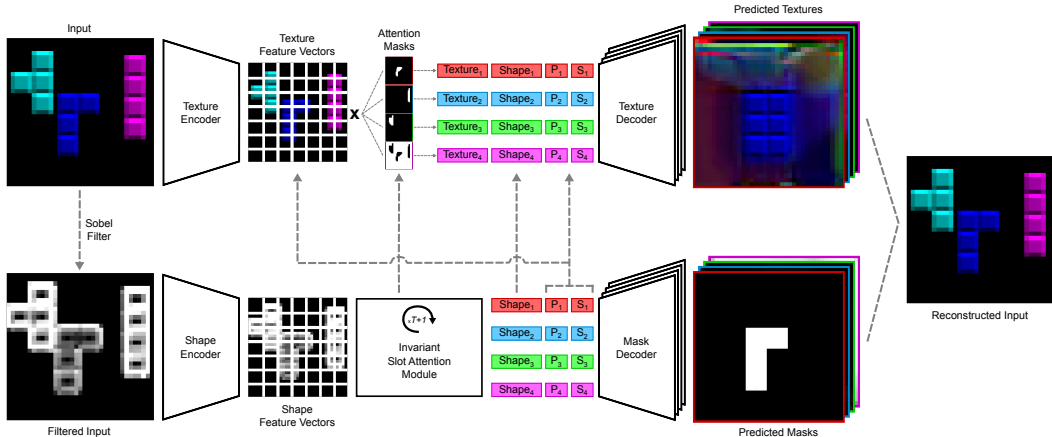 Input
Texture
Encoder
Texture
Feature Vectors
Attention
Masks
x
Texture₁ Shape₁ P₁ S₁
Texture₂ Shape₂ P₂ S₂
Texture₃ Shape₃ P₃ S₃
Texture₄ Shape₄ P₄ S₄
Texture
Decoder
Predicted Textures
Sobel
Filter
Reconstructed Input
Filtered Input
Shape
Encoder
Shape
Feature Vectors
xT+1
Invariant
Slot Attention
Module
Shape₁ P₁ S₁
Shape₂ P₂ S₂
Shape₃ P₃ S₃
Shape₄ P₄ S₄
Mask
Decoder
Predicted Masks